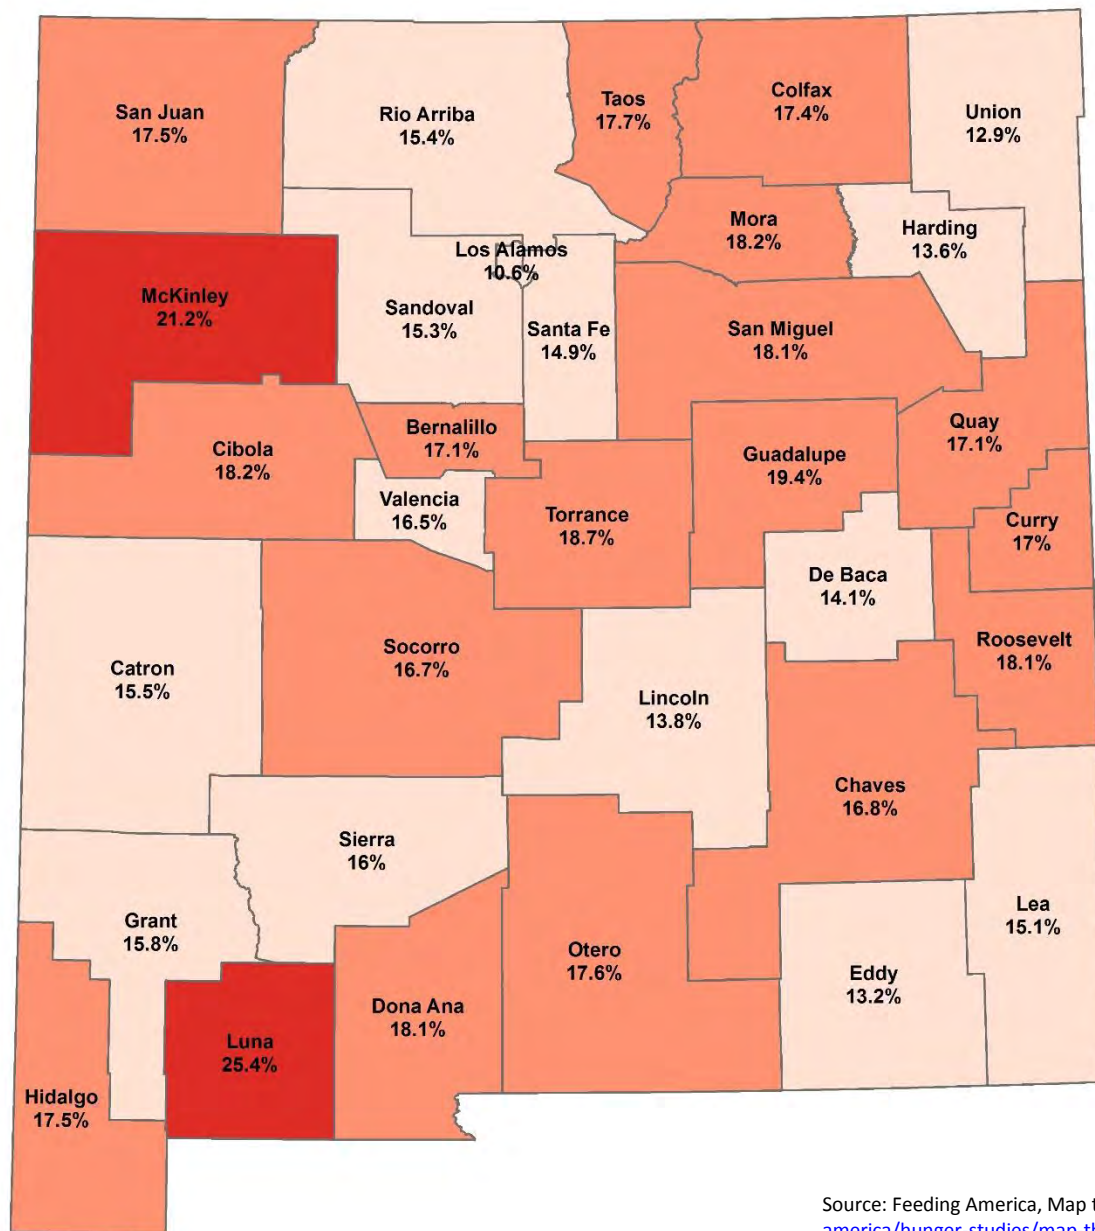 San Juan
17.5%
Rio Arriba
15.4%
Taos
17.7%
Colfax
17.4%
Union
12.9%
Mora
18.2%
Harding
13.6%
Los Alamos
10.6%
McKinley
21.2%
Sandoval
15.3%
Santa Fe
14.9%
San Miguel
18.1%
Cibola
18.2%
Bernalillo
17.1%
Quay
17.1%
Guadalupe
19.4%
Valencia
16.5%
Torrance
18.7%
Curry
17%
De Baca
14.1%
Catron
15.5%
Socorro
16.7%
Roosevelt
18.1%
Lincoln
13.8%
Chaves
16.8%
Sierra
16%
Grant
15.8%
Lea
15.1%
Otero
17.6%
Eddy
13.2%
Dona Ana
18.1%
Luna
25.4%
Hidalgo
17.5%
Source: Feeding America, Map t
america/hunger-studies/map-th